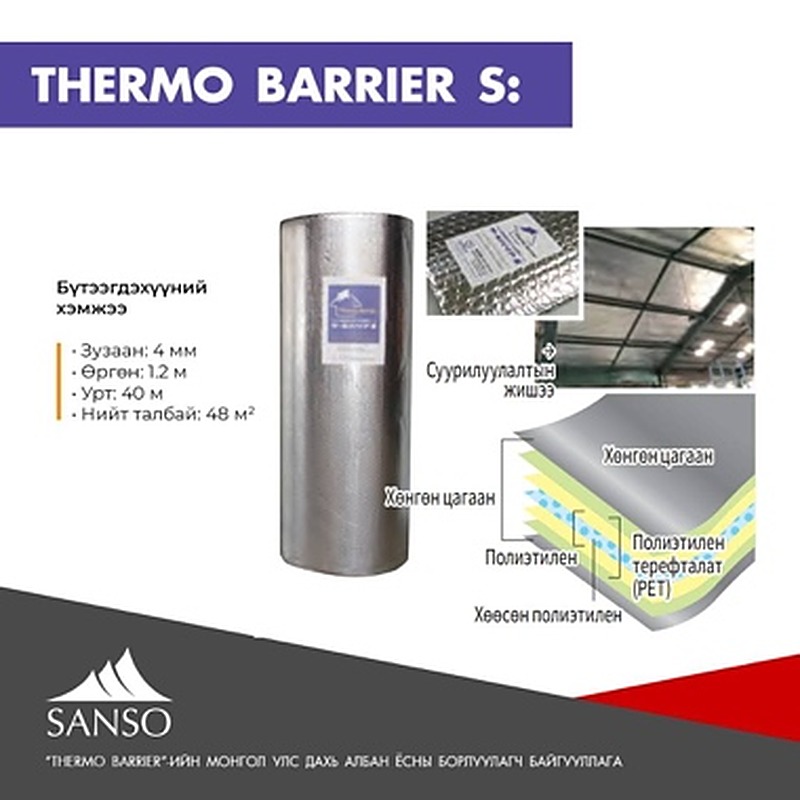 THERMO BARRIER S:
Бүтээгдэхүүний
хэмжээ
• Зузаан: 4 мм
• Өргөн: 1.2 м
• Урт: 40 м
• Нийт талбай: 48 м²
Суурилуулалтын
жишээ
Хөнгөн цагаан
Хөнгөн цагаан
Полиэтилен
Полиэтилен
терефталат
(PET)
Хөөсөн полиэтилен
SANSO
"THERMO BARRIER"-ИЙН МОНГОЛ УЛС ДАХЬ АЛБАН ЁСНЫ БОРЛУУЛАГЧ БАЙГУУЛЛАГА